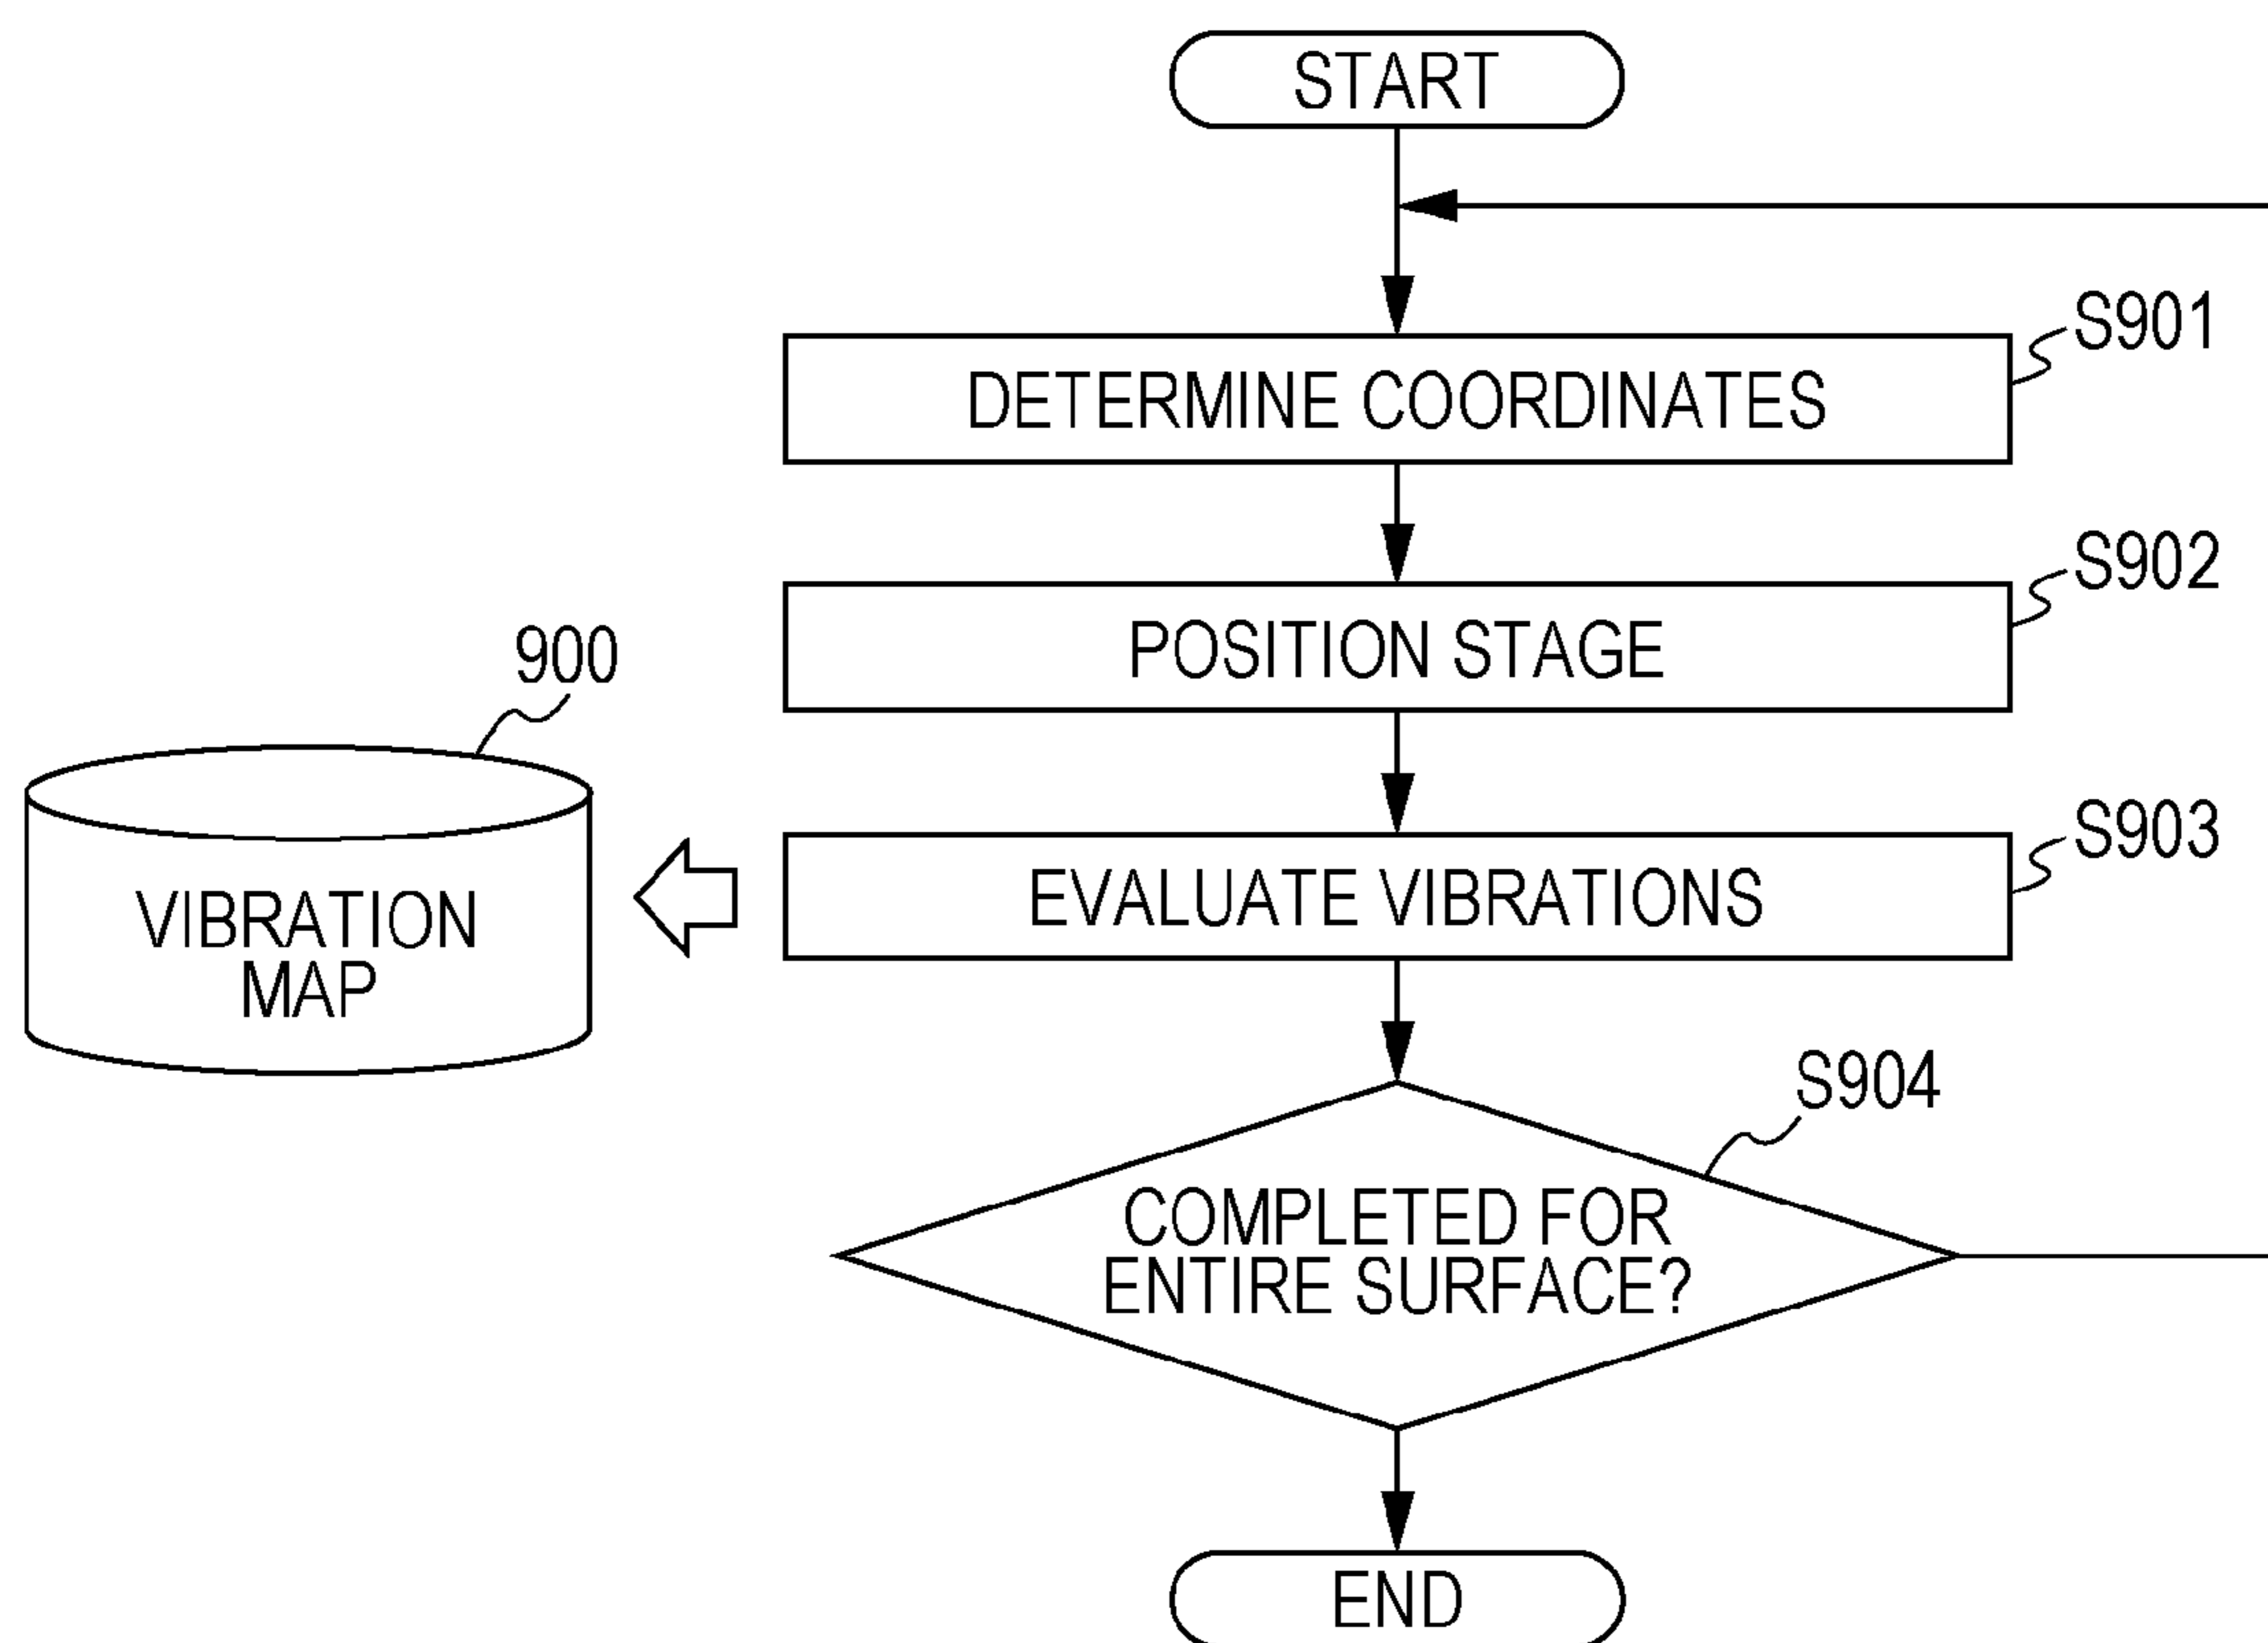 START
S901
DETERMINE COORDINATES
S902
POSITION STAGE
900
S903
EVALUATE VIBRATIONS
VIBRATION
MAP
S904
COMPLETED FOR
ENTIRE SURFACE?
END